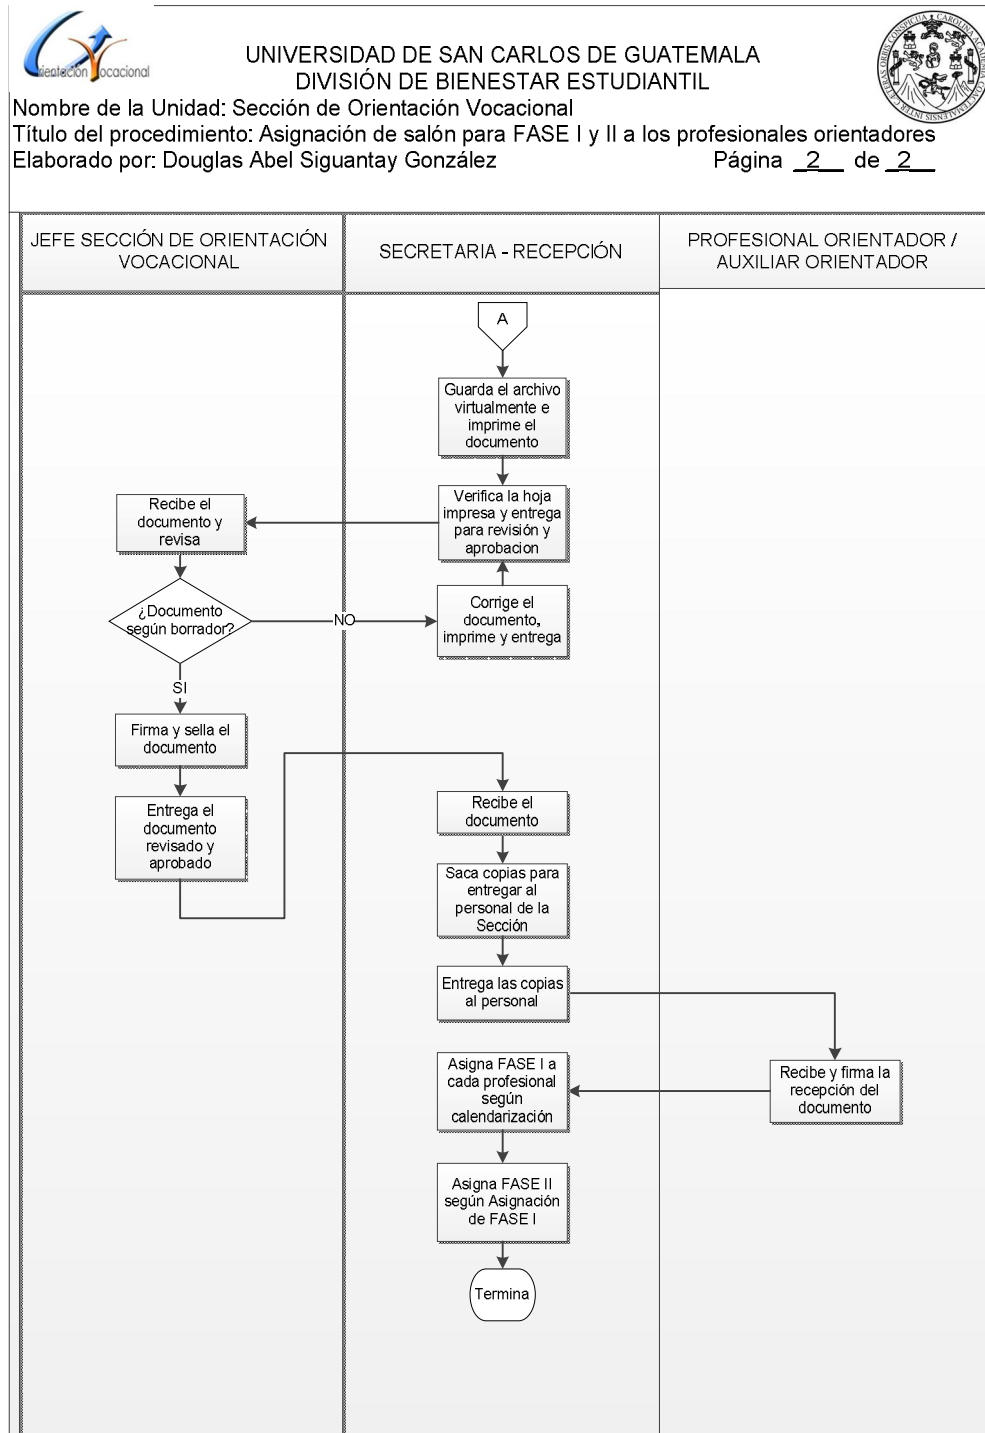 Orientación Vocacional
UNIVERSIDAD DE SAN CARLOS DE GUATEMALA
DIVISIÓN DE BIENESTAR ESTUDIANTIL
Nombre de la Unidad: Sección de Orientación Vocacional
Título del procedimiento: Asignación de salón para FASE I y II a los profesionales orientadores
Elaborado por: Douglas Abel Siguantay González
Página 2 de 2
JEFE SECCIÓN DE ORIENTACIÓN
VOCACIONAL
SECRETARIA - RECEPCIÓN
PROFESIONAL ORIENTADOR /
AUXILIAR ORIENTADOR
A
Guarda el archivo
virtualmente e
imprime el
documento
Verifica la hoja
impresa y entrega
para revisión y
aprobacion
Recibe el
documento y
revisa
¿Documento
según borrador?
NO
Corrige el
documento,
imprime y entrega
SI
Firma y sella el
documento
Entrega el
documento
revisado y
aprobado
Recibe el
documento
Saca copias para
entregar al
personal de la
Sección
Entrega las copias
al personal
Recibe y firma la
recepción del
documento
Asigna FASE I a
cada profesional
según
calendarización
Asigna FASE II
según Asignación
de FASE I
Termina